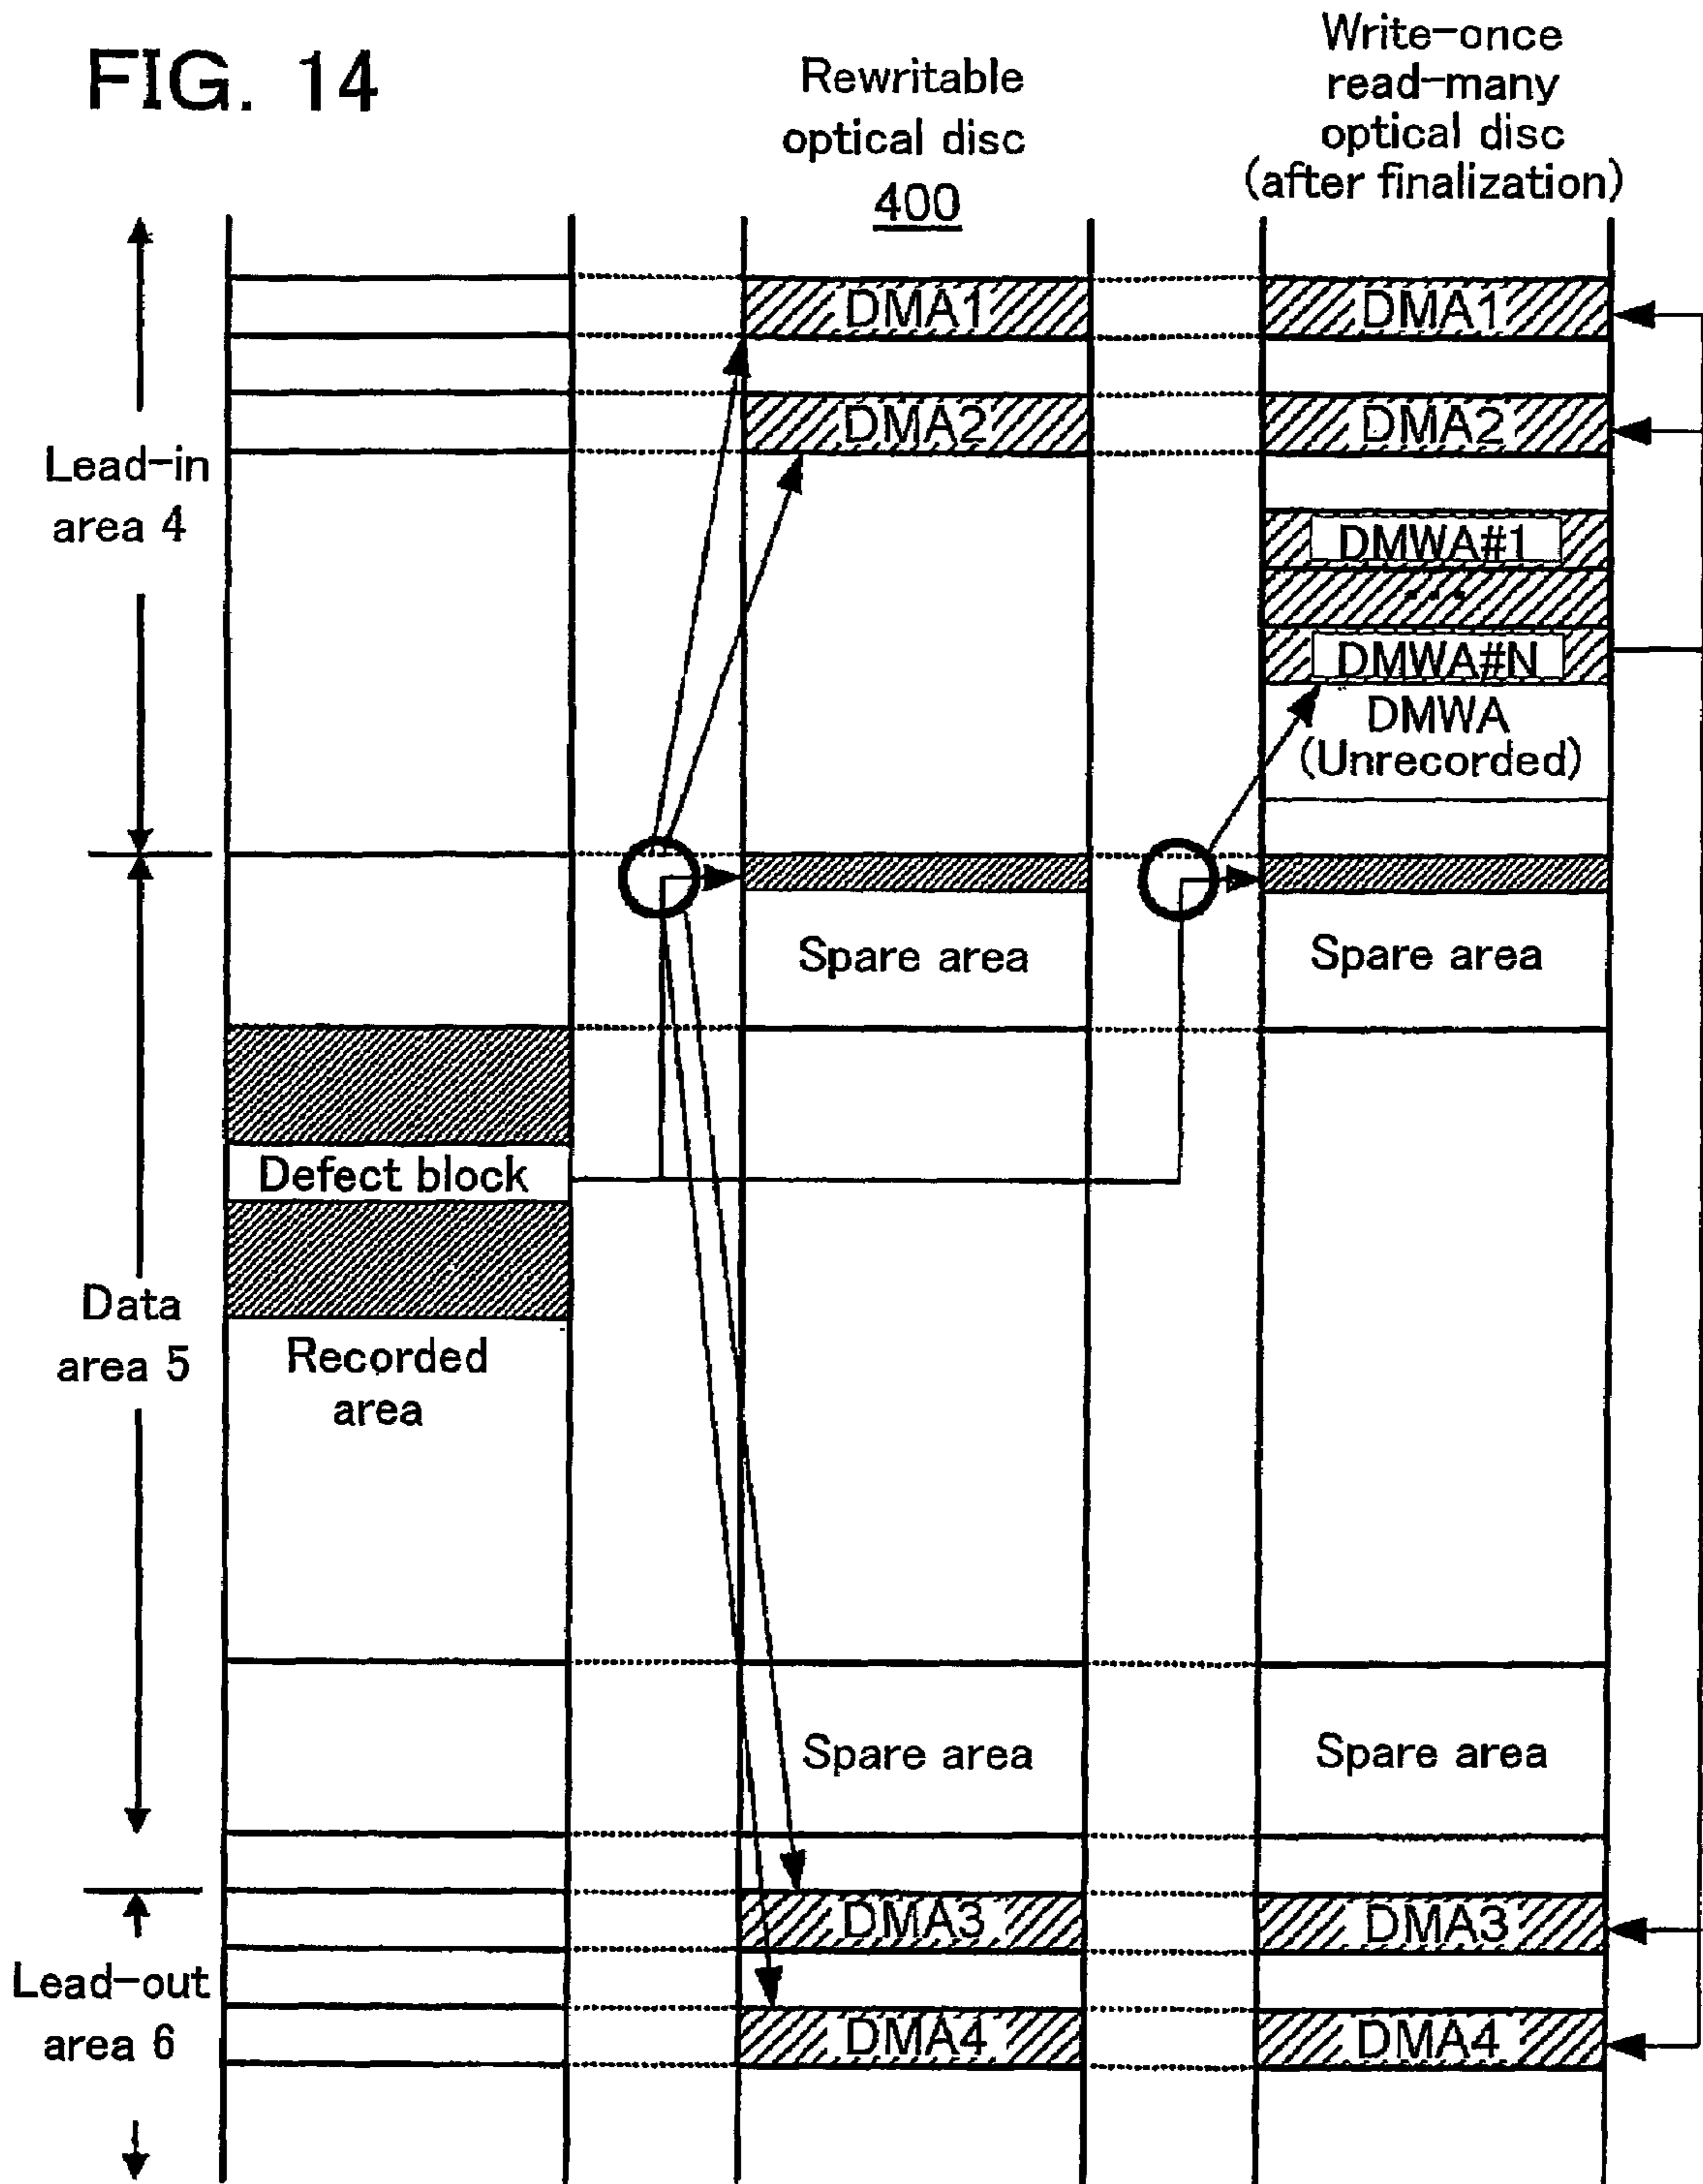 FIG. 14
Rewritable
optical disc
400
Write-once
read-many
optical disc
(after finalization)
Lead-in
area 4
DMA1
DMA1
DMA2
DMA2
DMWA#1
...
DMWA#N
DMWA
(Unrecorded)
Spare area
Spare area
Defect block
Data
area 5
Recorded
area
Spare area
Spare area
DMA3
DMA3
Lead-out
area 6
DMA4
DMA4